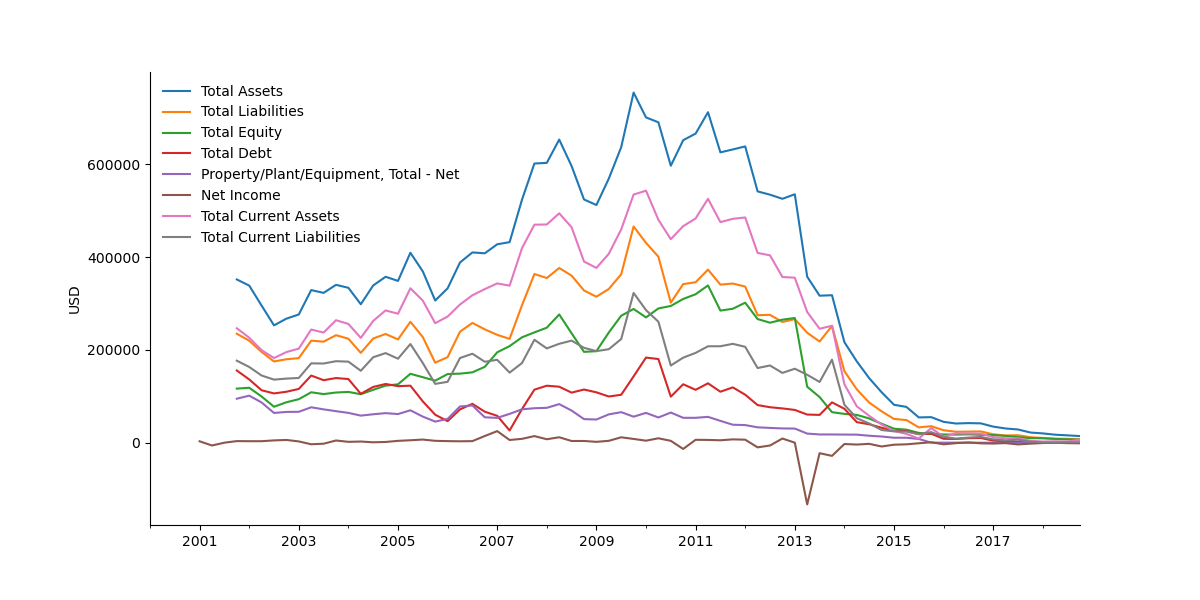 Total Assets
Total Liabilities
Total Equity
Total Debt
Property/Plant/Equipment, Total - Net
Net Income
Total Current Assets
Total Current Liabilities
USD
600000
400000
200000
0
2001 2003 2005 2007 2009 2011 2013 2015 2017